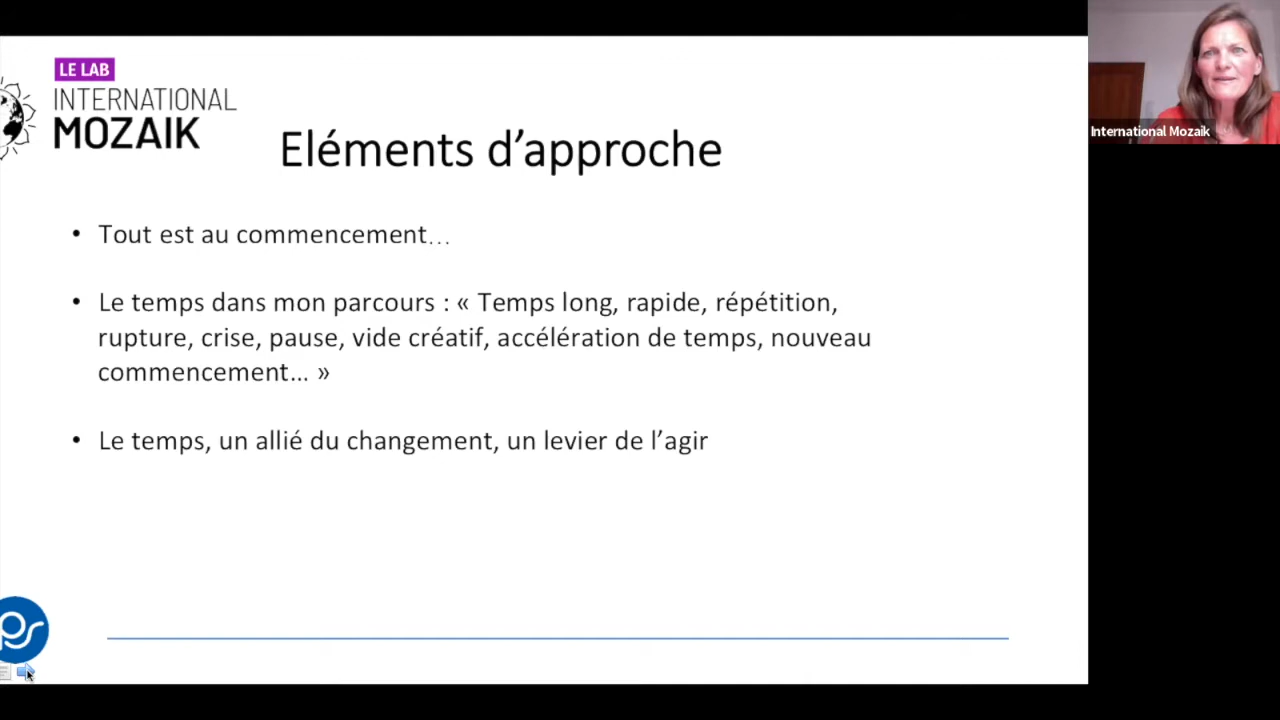 LE LAB
INTERNATIONAL
MOZAIK
Eléments d’approche
• Tout est au commencement…
• Le temps dans mon parcours : « Temps long, rapide, répétition,
rupture, crise, pause, vide créatif, accélération de temps, nouveau
commencement… »
• Le temps, un allié du changement, un levier de l’agir
International Mozaik
ps